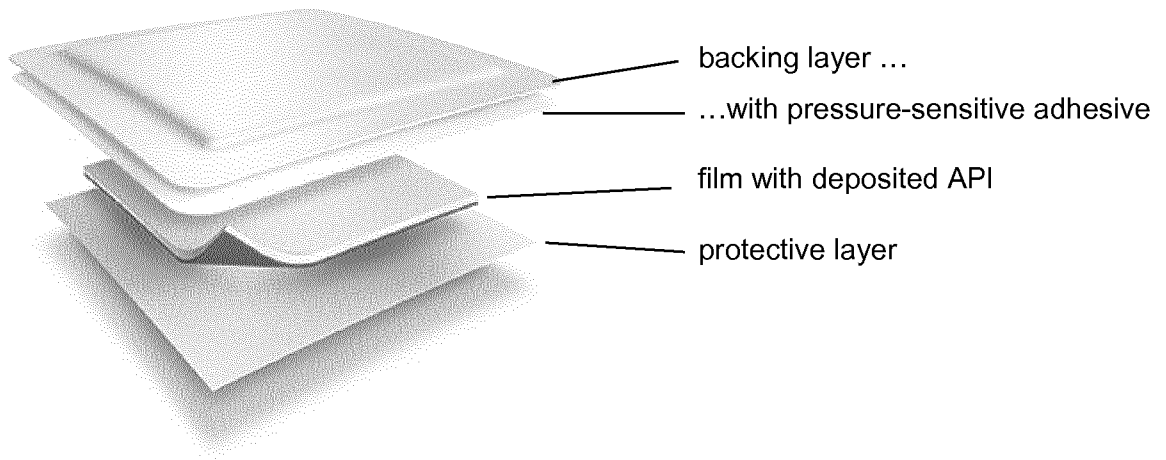 backing layer …
…with pressure-sensitive adhesive
film with deposited API
protective layer